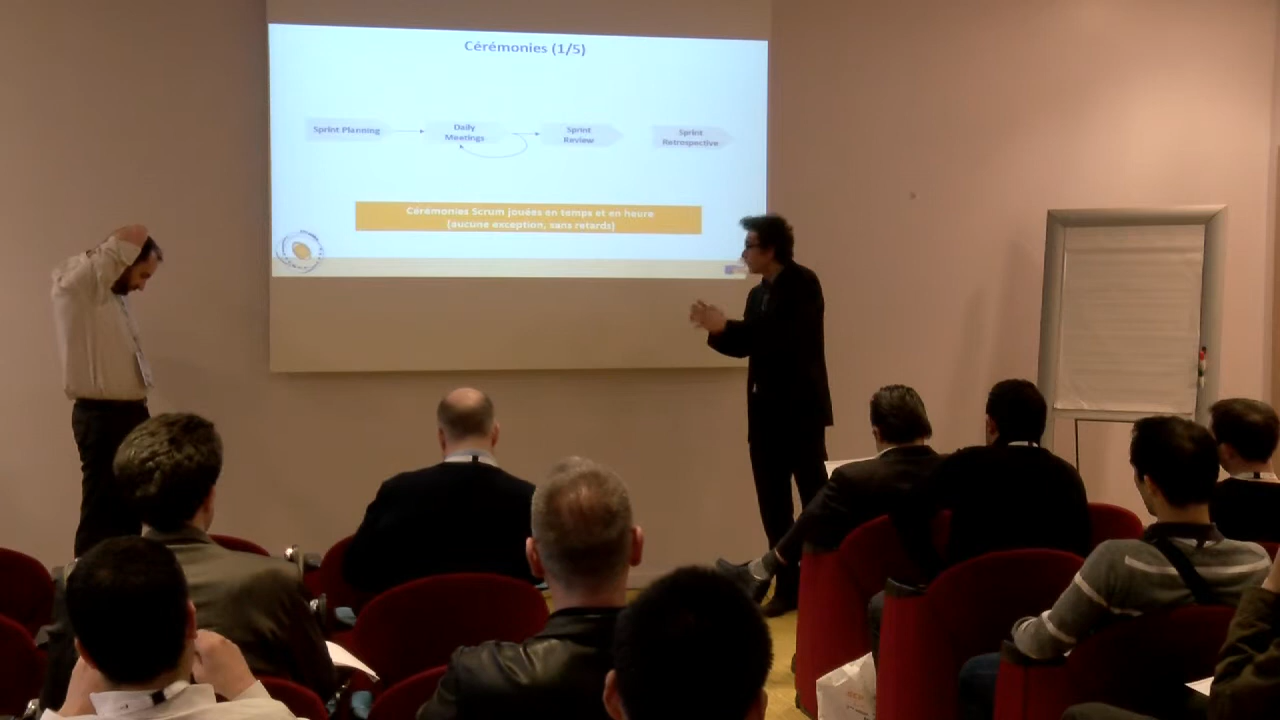 Cérémonies (1/5)
Sprint Planning
Daily
Meetings
Sprint
Review
Sprint
Retrospective
Cérémonies Scrum jouées en temps et en heure
(aucune exception, sans retards)